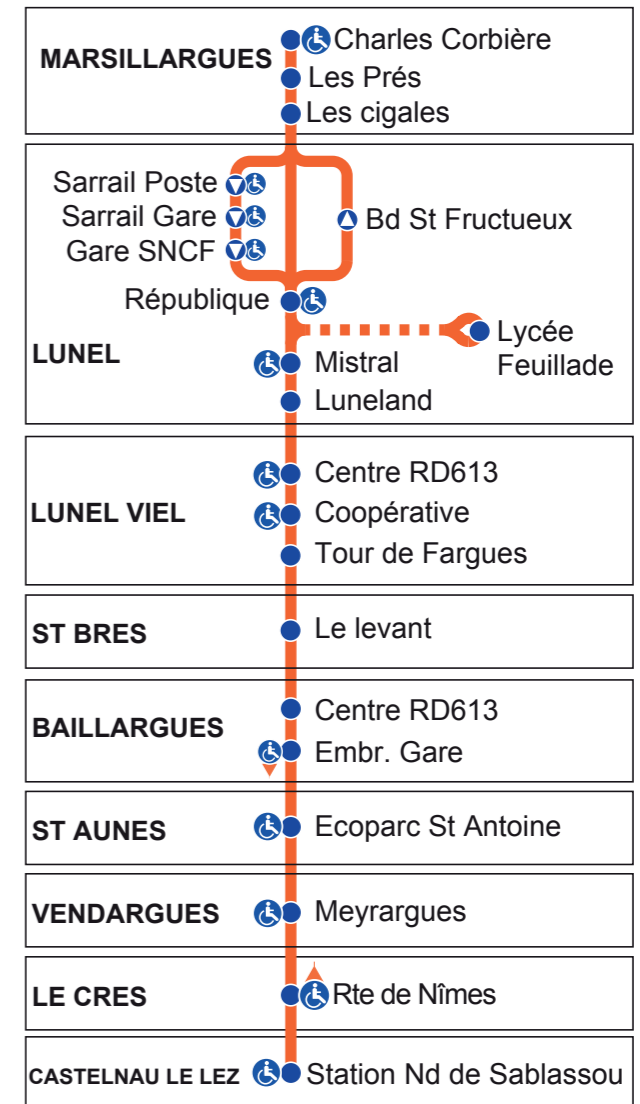 MARSILLARGUES
Charles Corbière
Les Prés
Les cigales
Sarrail Poste
Sarrail Gare
Gare SNCF
Bd St Fructueux
République
LUNEL
Lycée
Feuillade
Mistral
Luneland
LUNEL VIEL
Centre RD613
Coopérative
Tour de Fargues
ST BRES
Le levant
BAILLARGUES
Centre RD613
Embr. Gare
ST AUNES
Ecoparc St Antoine
VENDARGUES
Meyrargues
LE CRES
Rte de Nîmes
CASTELNAU LE LEZ
Station Nd de Sablassou